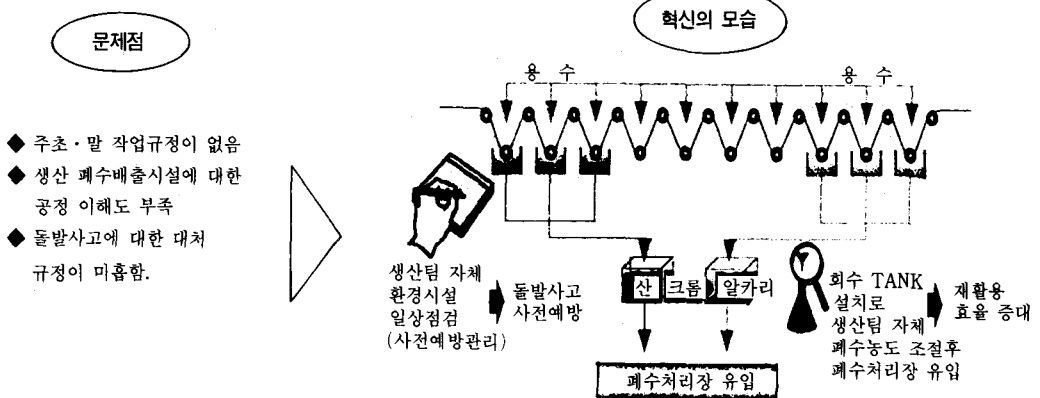 문제점
◆ 주초·말 작업규정이 없음
◆ 생산 폐수배출시설에 대한
공정 이해도 부족
◆ 돌발사고에 대한 대처
규정이 미흡함.
혁신의 모습
용 수
용 수
생산팀 자체
환경시설
일상점검
(사전예방관리)
돌발사고
사전예방
산
크롬
알카리
폐수처리장 유입
회수 TANK
설치로
생산팀 자체
폐수농도 조절후
폐수처리장 유입
재활용
효율 증대